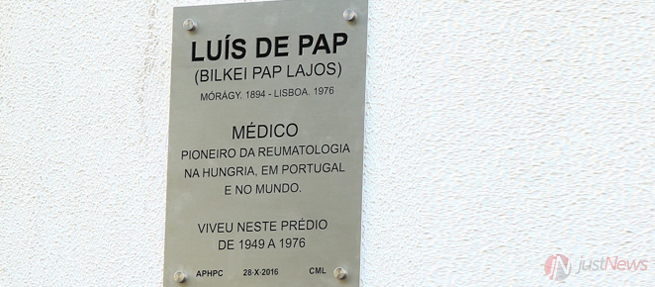 LUÍS DE PAP
(BILKEI PAP LAJOS)
MÓRÁGY. 1894 - LISBOA. 1976
MÉDICO
PIONEIRO DA REUMATOLOGIA
NA HUNGRIA, EM PORTUGAL
E NO MUNDO.
VIVEU NESTE PRÉDIO
DE 1949 A 1976
APHPC 28-X-2016 CML
justNews